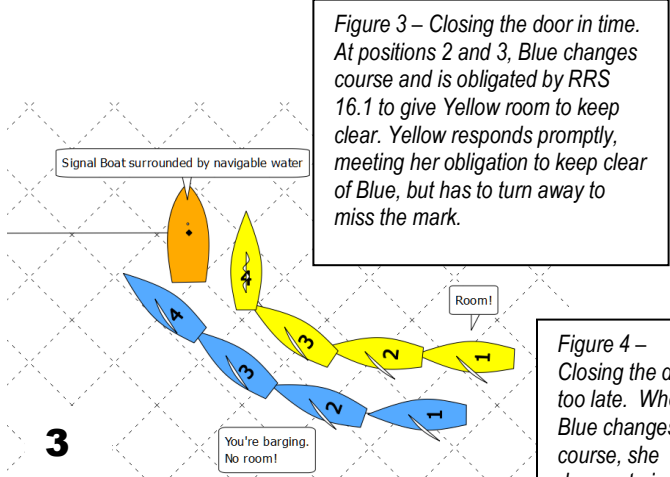 Figure 3 – Closing the door in time.
At positions 2 and 3, Blue changes
course and is obligated by RRS
16.1 to give Yellow room to keep
clear. Yellow responds promptly,
meeting her obligation to keep clear
of Blue, but has to turn away to
miss the mark.
Signal Boat surrounded by navigable water
Room!
4
3
2
1
4
3
2
1
You're barging.
No room!
3
Figure 4 –
Closing the d
too late. Whe
Blue changes
course, she